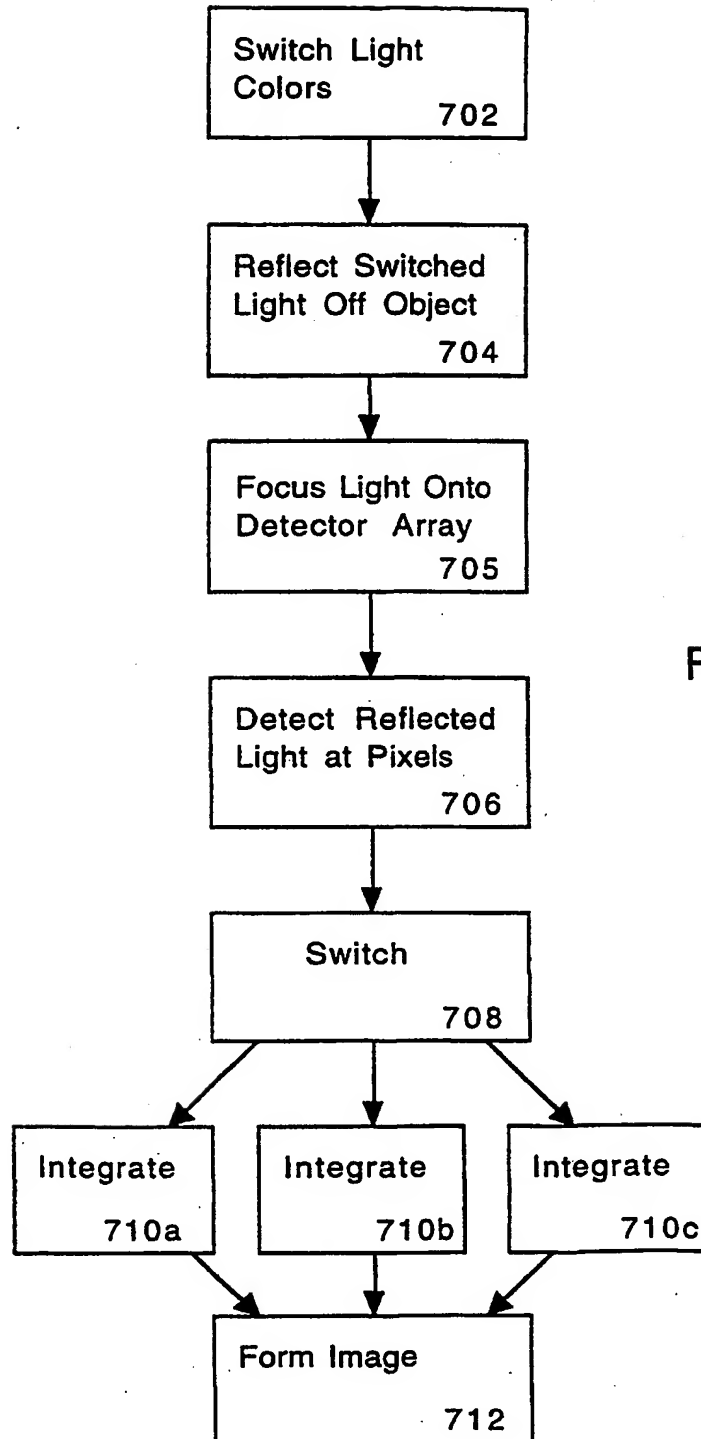 Switch Light
Colors
702
Reflect Switched
Light Off Object
704
Focus Light Onto
Detector Array
705
Detect Reflected
Light at Pixels
706
Switch
708
Integrate
710a
Integrate
710b
Integrate
710c
Form Image
712